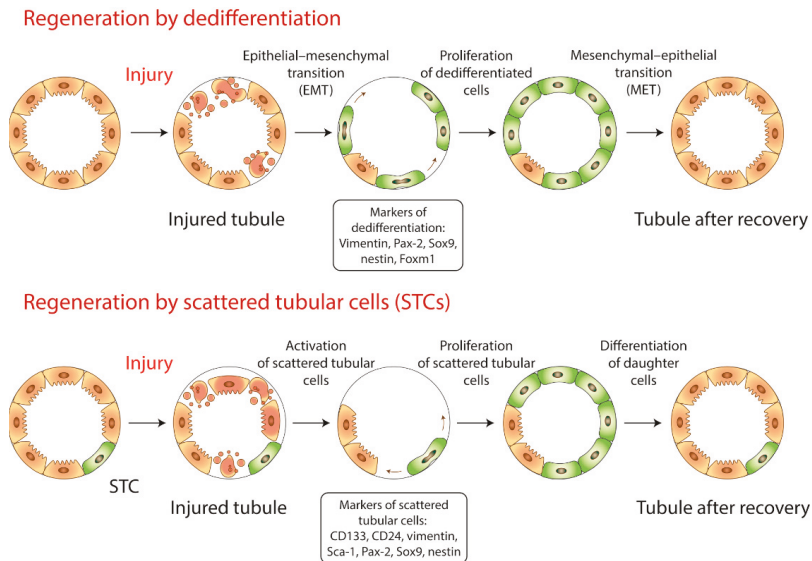 Regeneration by dedifferentiation
Injury
Epithelial–mesenchymal
transition
(EMT)
Proliferation
of dedifferentiated
cells
Mesenchymal–epithelial
transition
(MET)
Injured tubule
Markers of
dedifferentiation:
Vimentin, Pax-2, Sox9,
nestin, Foxm1
Tubule after recovery
Regeneration by scattered tubular cells (STCs)
Injury
Activation
of scattered tubular
cells
Proliferation
of scattered tubular
cells
Differentiation
of daughter
cells
STC
Injured tubule
Markers of scattered
tubular cells:
CD133, CD24, vimentin,
Sca-1, Pax-2, Sox9, nestin
Tubule after recovery